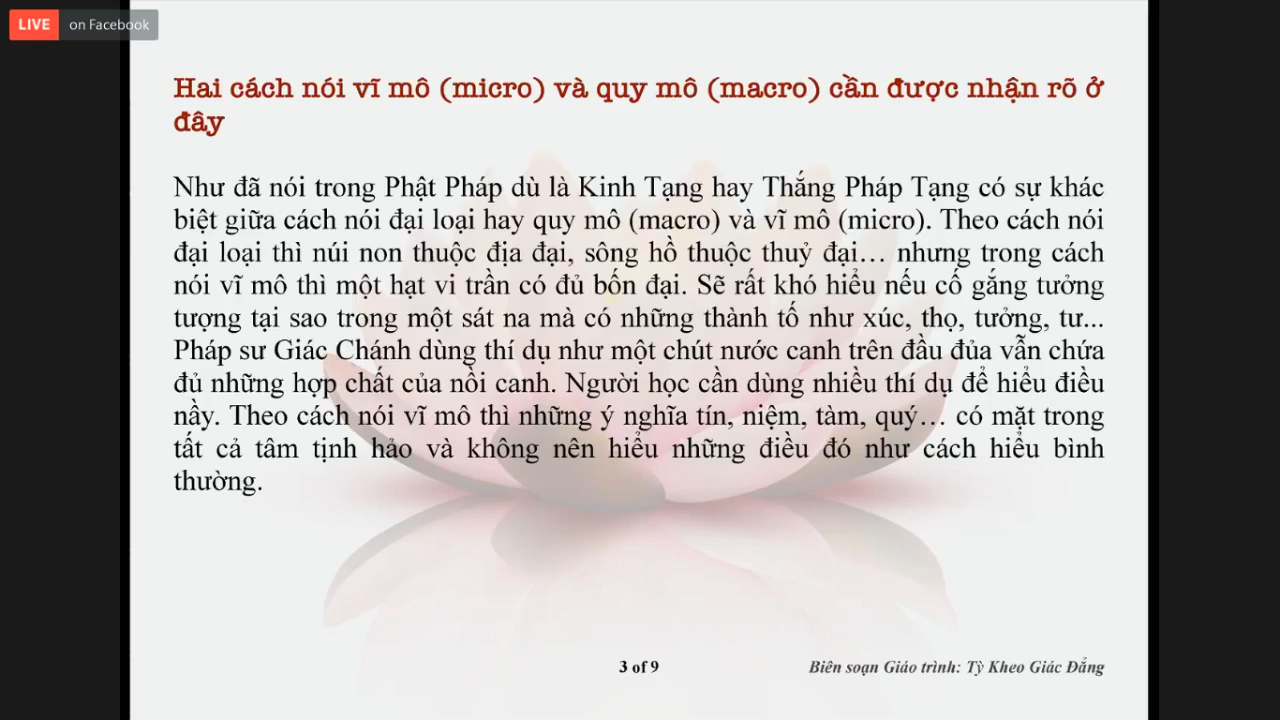 LIVE on Facebook
Hai cách nói vĩ mô (micro) và quy mô (macro) cần được nhận rõ ở
đây
Như đã nói trong Phật Pháp dù là Kinh Tạng hay Thắng Pháp Tạng có sự khác
biệt giữa cách nói đại loại hay quy mô (macro) và vĩ mô (micro). Theo cách nói
đại loại thì núi non thuộc địa đại, sông hồ thuộc thuỷ đại… nhưng trong cách
nói vĩ mô thì một hạt vi trần có đủ bốn đại. Sẽ rất khó hiểu nếu cố gắng tưởng
tượng tại sao trong một sát na mà có những thành tố như xúc, thọ, tưởng, tư...
Pháp sư Giác Chánh dùng thí dụ như một chút nước canh trên đầu đủa vẫn chứa
đủ những hợp chất của nồi canh. Người học cần dùng nhiều thí dụ để hiểu điều
nầy. Theo cách nói vĩ mô thì những ý nghĩa tín, niệm, tàm, quý… có mặt trong
tất cả tâm tịnh hảo và không nên hiểu những điều đó như cách hiểu bình
thường.
3 of 9
Biên soạn Giáo trình: Tỳ Kheo Giác Đẳng